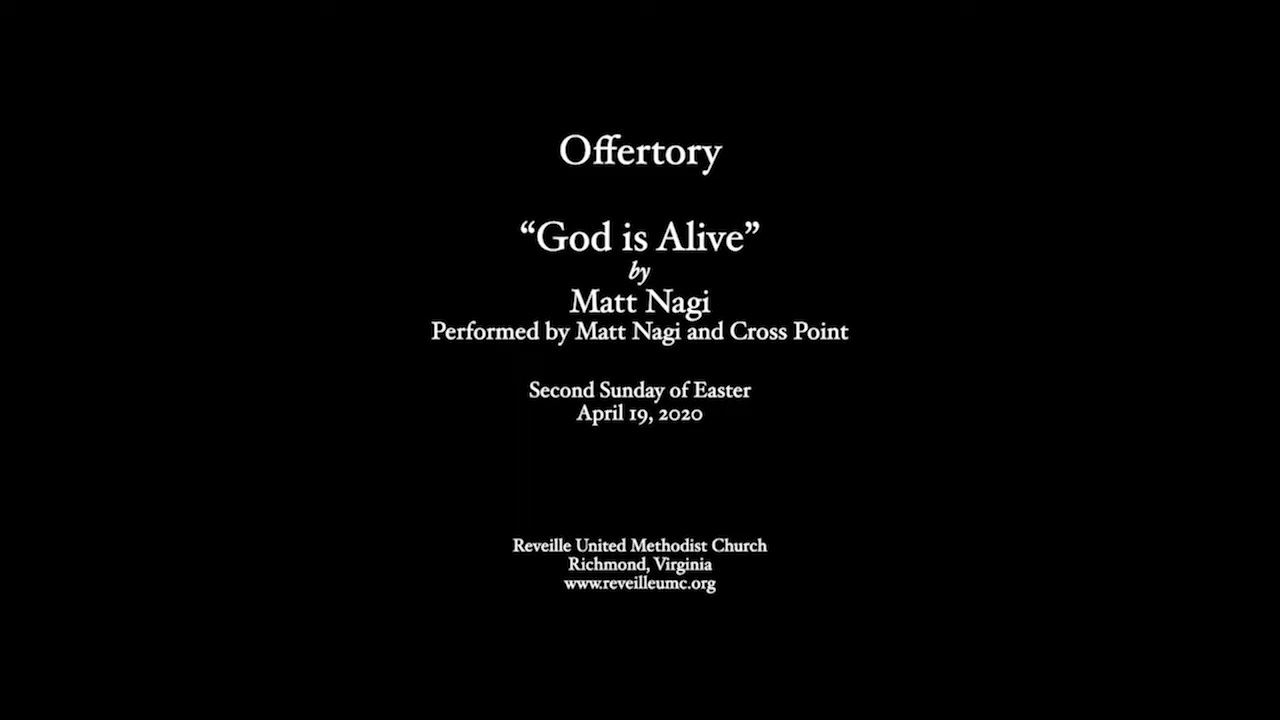 Offertory
“God is Alive”
by
Matt Nagi
Performed by Matt Nagi and Cross Point
Second Sunday of Easter
April 19, 2020
Reveille United Methodist Church
Richmond, Virginia
www.reveilleumc.org